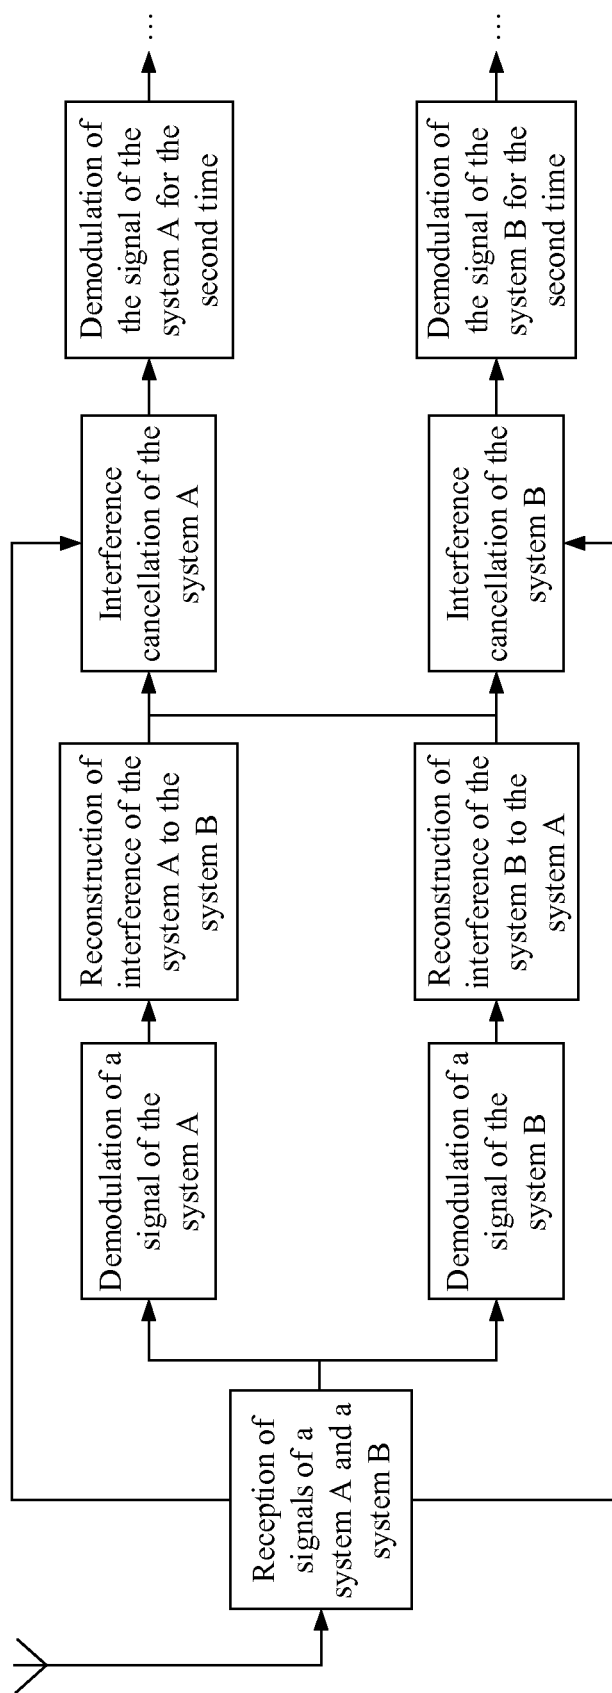 Reception of
signals of a
system A and a
system B
Demodulation of a
signal of the
system A
Reconstruction of
interference of the
system A to the
system B
Interference
cancellation of the
system A
Demodulation of
the signal of the
system A for the
second time
...
Demodulation of a
signal of the
system B
Reconstruction of
interference of the
system B to the
system A
Interference
cancellation of the
system B
Demodulation of
the signal of the
system B for the
second time
...